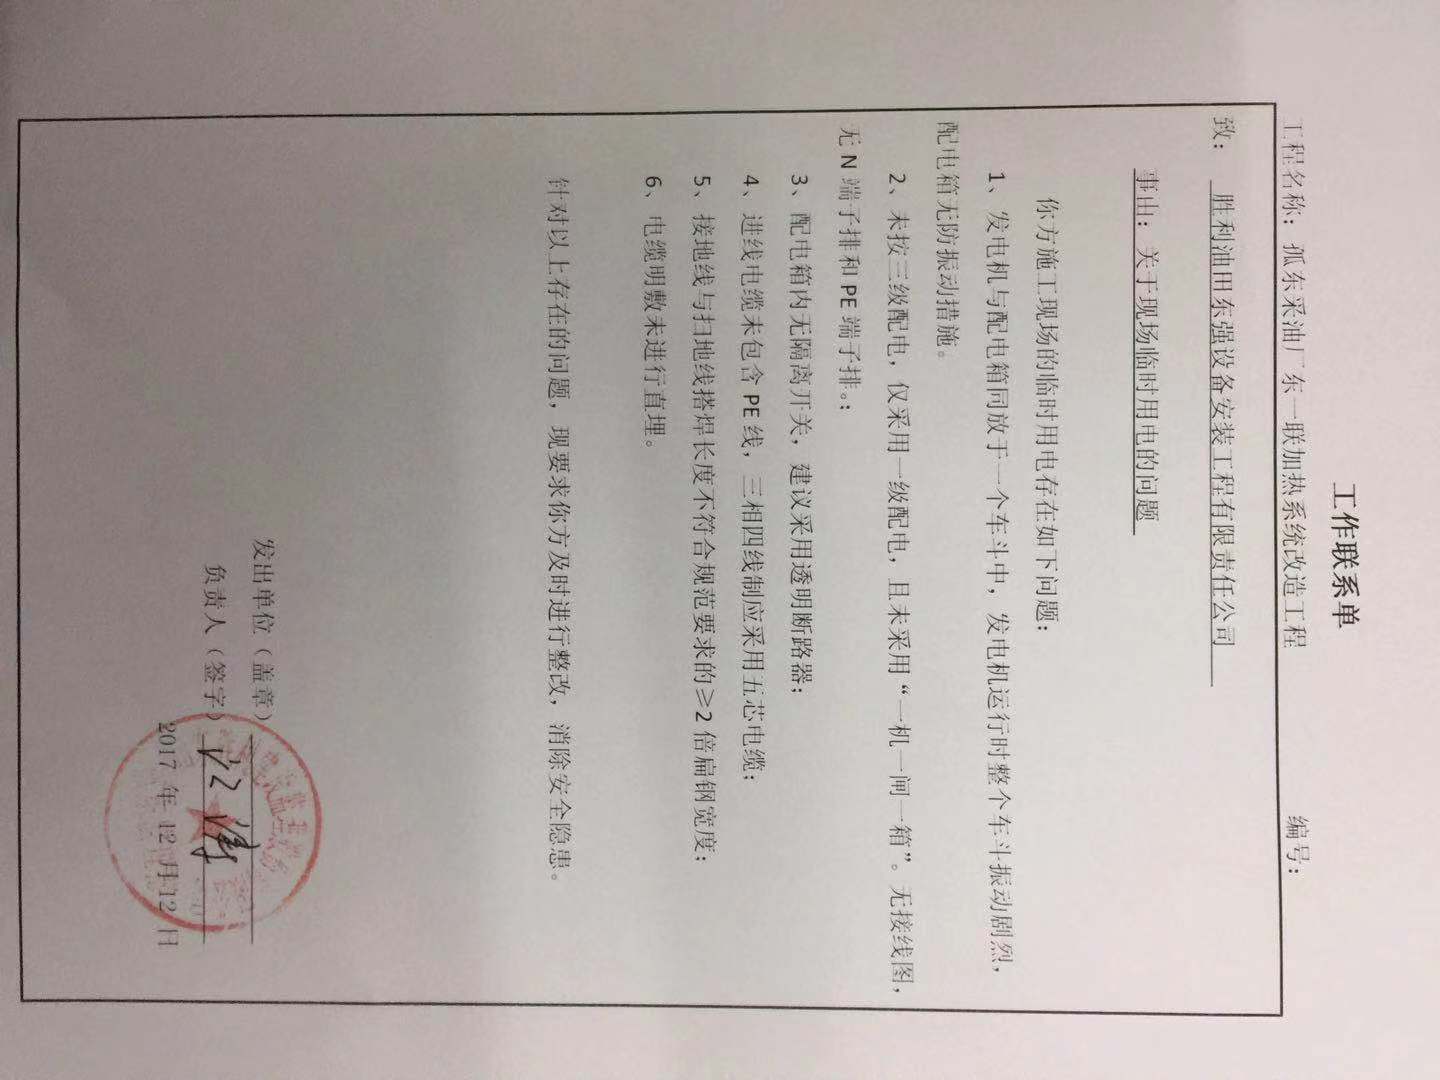 工作联系单
工程名称：孤东采油厂东一联加热系统改造工程 编号：
致：胜利油田东强设备安装工程有限责任公司
事由：关于现场临时用电的问题
你方施工现场的临时用电存在如下问题：
1、发电机与配电箱同放于一个车斗中，发电机运行时整个车斗振动剧烈，
配电箱无防振动措施。
2、未按三级配电，仅采用一级配电，且未采用“一机一闸一箱”。无接线图，
无 N 端子排和 PE 端子排。；
3、配电箱内无隔离开关，建议采用透明断路器；
4、进线电缆未包含 PE 线，三相四线制应采用五芯电缆；
5、接地线与扫地线搭焊长度不符合规范要求的≥2 倍扁钢宽度；
6、电缆明敷未进行直埋。
针对以上存在的问题，现要求你方及时进行整改，消除安全隐患。
发出单位（盖章）
负责人（签字）
2017 年 12 月 12 日